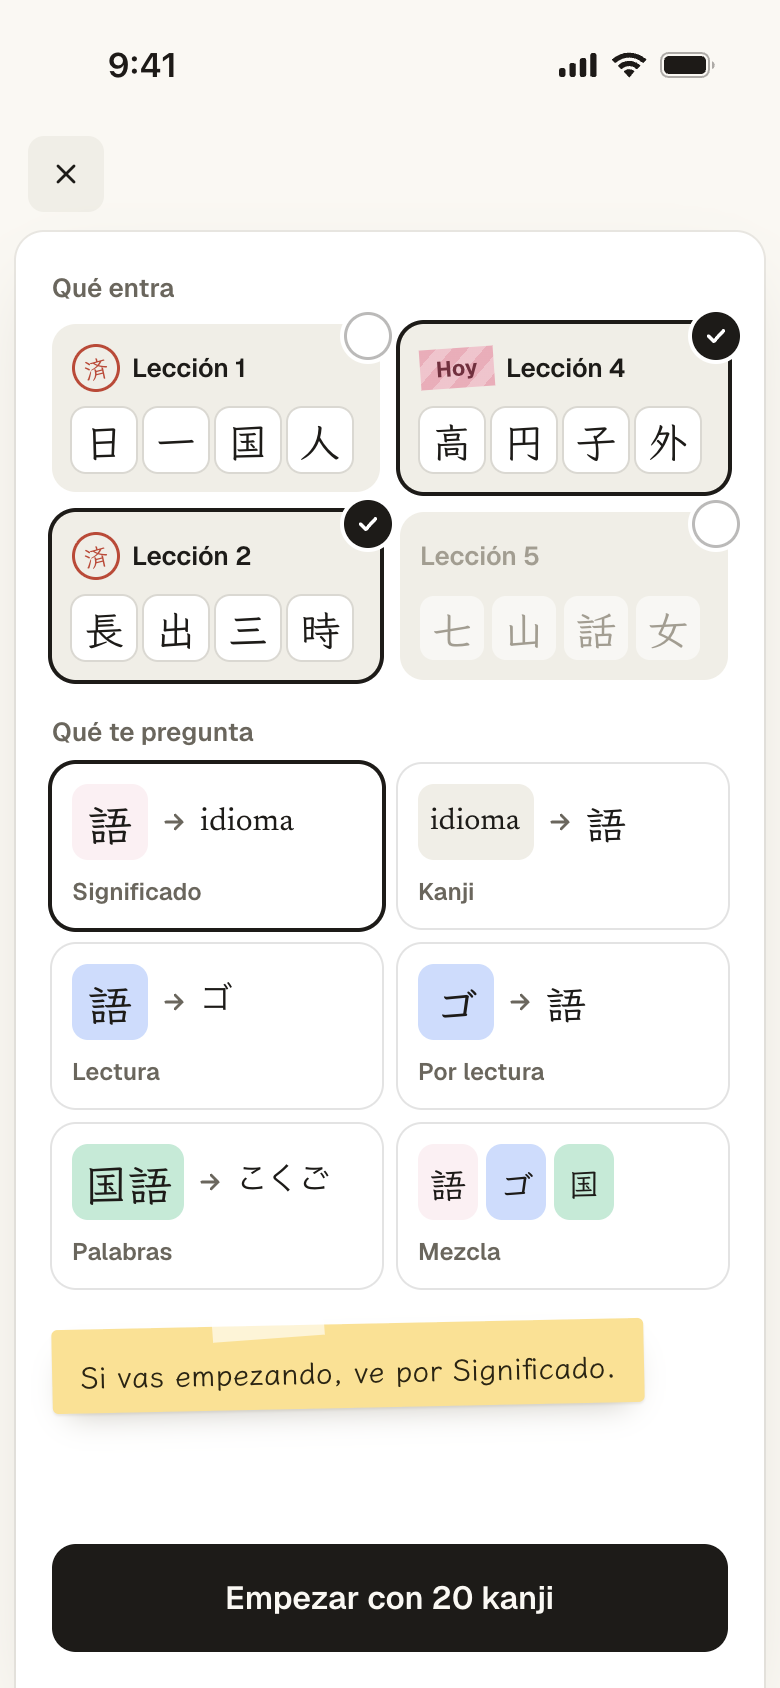 9:41
Qué entra
済 Lección 1
日 一 国 人
Hoy Lección 4
高 円 子 外
済 Lección 2
長 出 三 時
Lección 5
七 山 話 女
Qué te pregunta
語 → idioma
Significado
idioma → 語
Kanji
語 → ゴ
Lectura
ゴ → 語
Por lectura
国語 → こくご
Palabras
語 ゴ 国
Mezcla
Si vas empezando, ve por Significado.
Empezar con 20 kanji